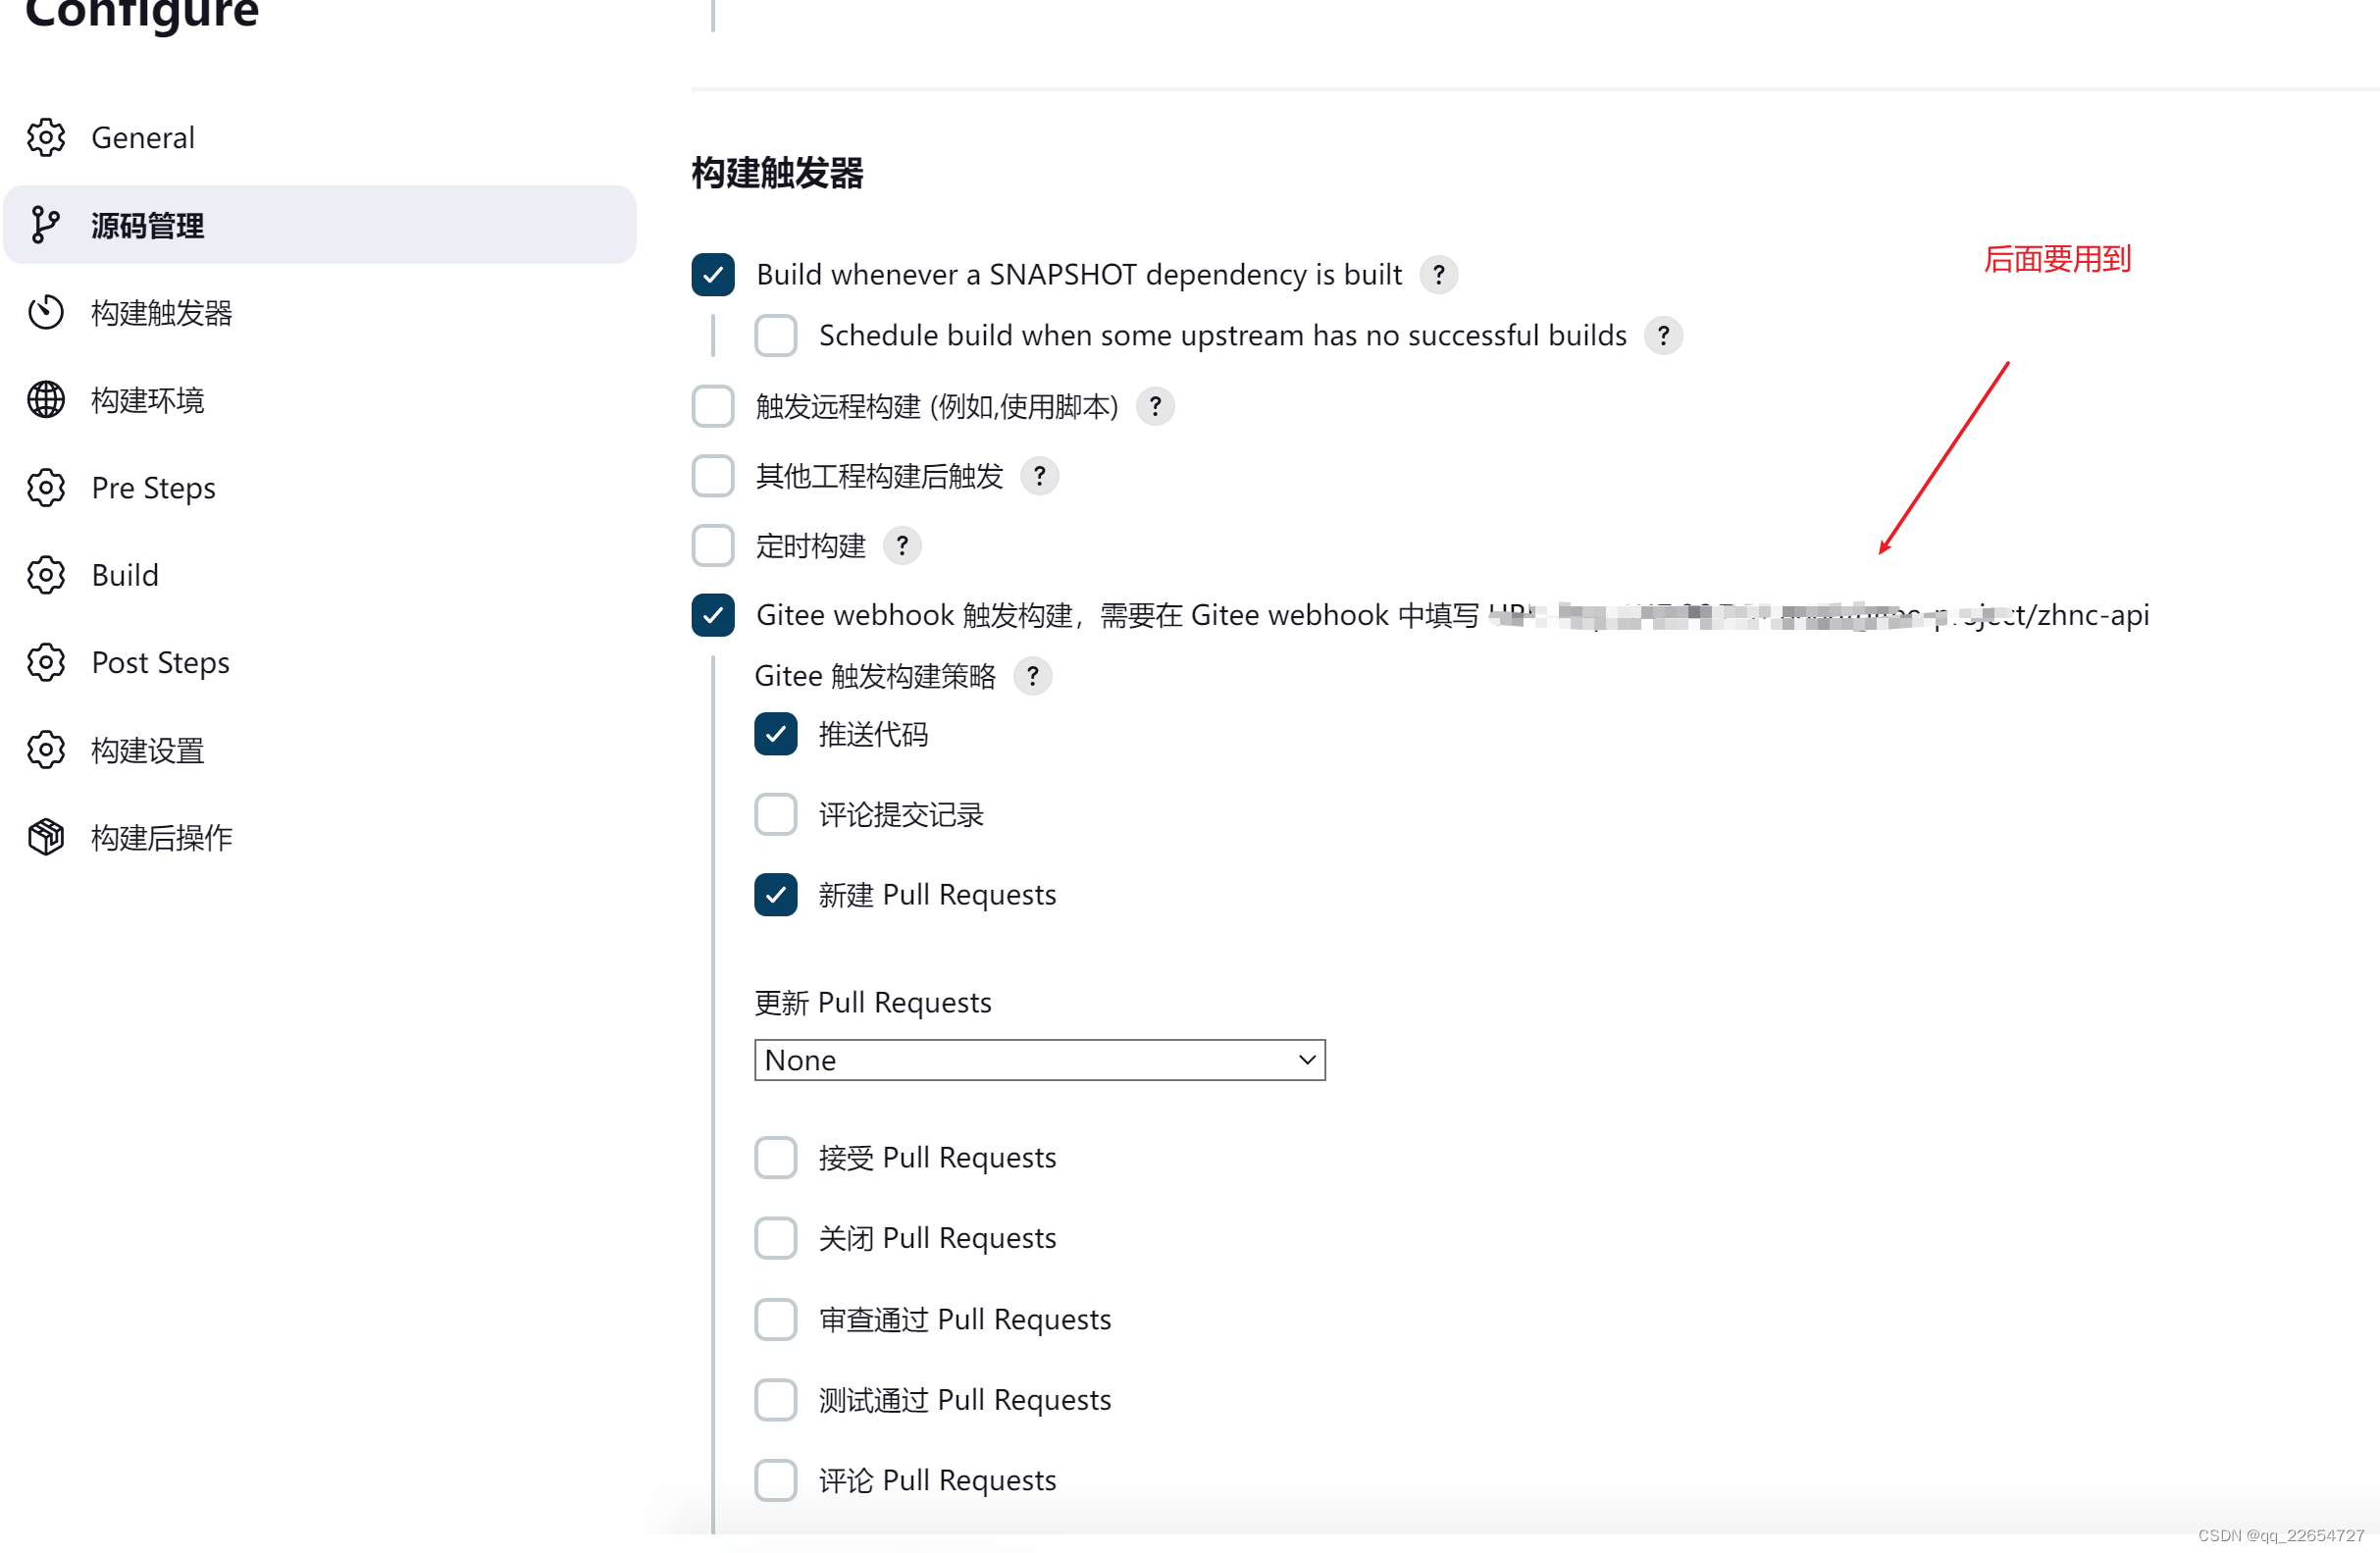 Configure
General
源码管理
构建触发器
构建环境
Pre Steps
Build
Post Steps
构建设置
构建后操作
构建触发器
后面要用到
Build whenever a SNAPSHOT dependency is built ?
Schedule build when some upstream has no successful builds ?
触发远程构建 (例如,使用脚本) ?
其他工程构建后触发 ?
定时构建 ?
Gitee webhook 触发构建，需要在 Gitee webhook 中填写 /zhnc-api
Gitee 触发构建策略 ?
推送代码
评论提交记录
新建 Pull Requests
更新 Pull Requests
None
接受 Pull Requests
关闭 Pull Requests
审查通过 Pull Requests
测试通过 Pull Requests
评论 Pull Requests
CSDN @qq_22654727